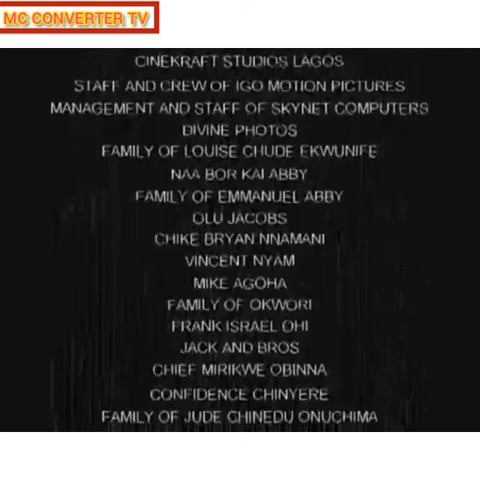 MC CONVERTER TV
CINEKRAFT STUDIOS LAGOS
STAFF AND CREW OF IGO MOTION PICTURES
MANAGEMENT AND STAFF OF SKYNET COMPUTERS
DIVINE PHOTOS
FAMILY OF LOUISE CHUDE EKWUNIFE
NAA BOR KAI ABBY
FAMILY OF EMMANUEL ABBY
OLU JACOBS
CHIKE BRYAN NNAMANI
VINCENT NYAM
MIKE AGOHA
FAMILY OF OKWORI
FRANK ISRAEL OHI
JACK AND BROS
CHIEF MIRIKWE OBINNA
CONFIDENCE CHINYERE
FAMILY OF JUDE CHINEDU ONUCHIMA